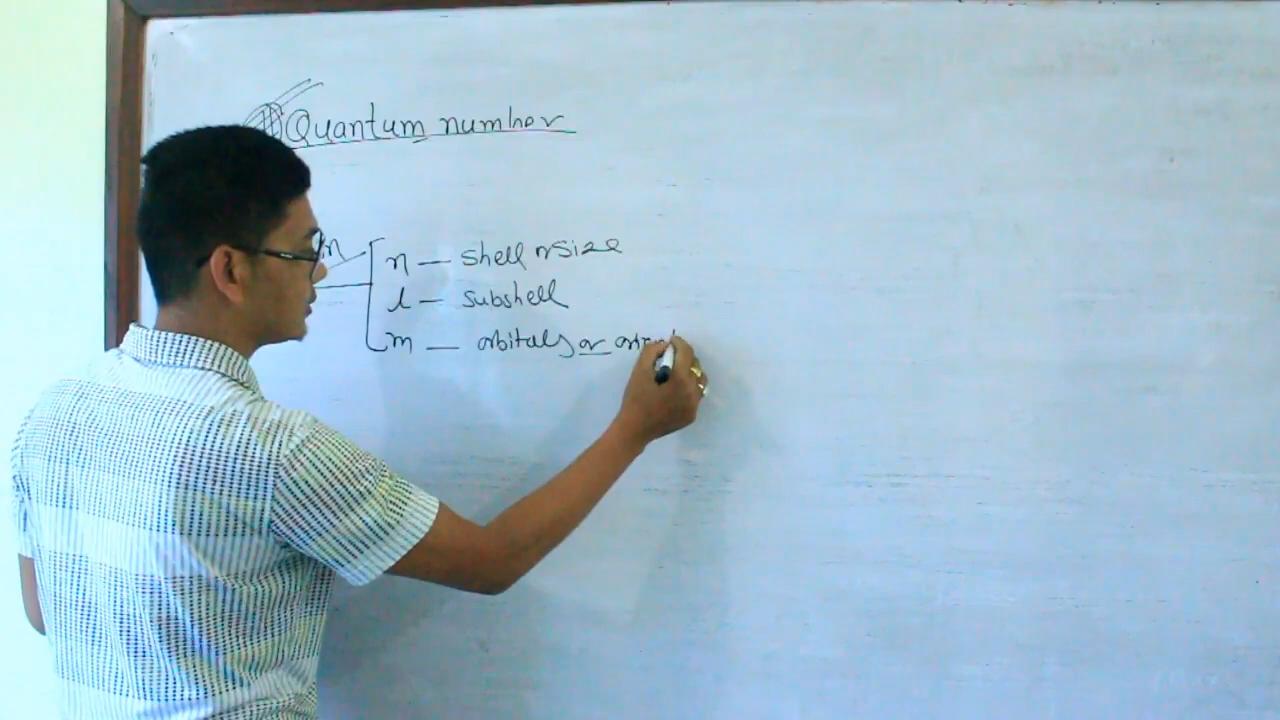 Quantum number
n
n — shell or size
l — subshell
m — orbitals or